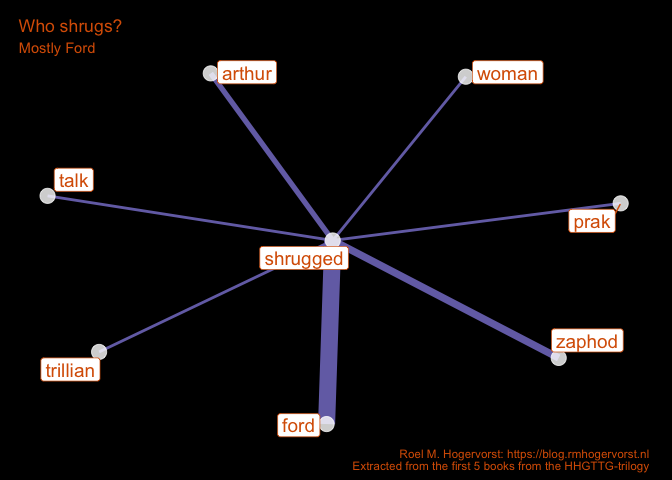 Who shrugs?
Mostly Ford
arthur
woman
talk
prak
shrugged
zaphod
trillian
ford
Roel M. Hogervorst: https://blog.rmhogervorst.nl
Extracted from the first 5 books from the HHGTTG-trilogy